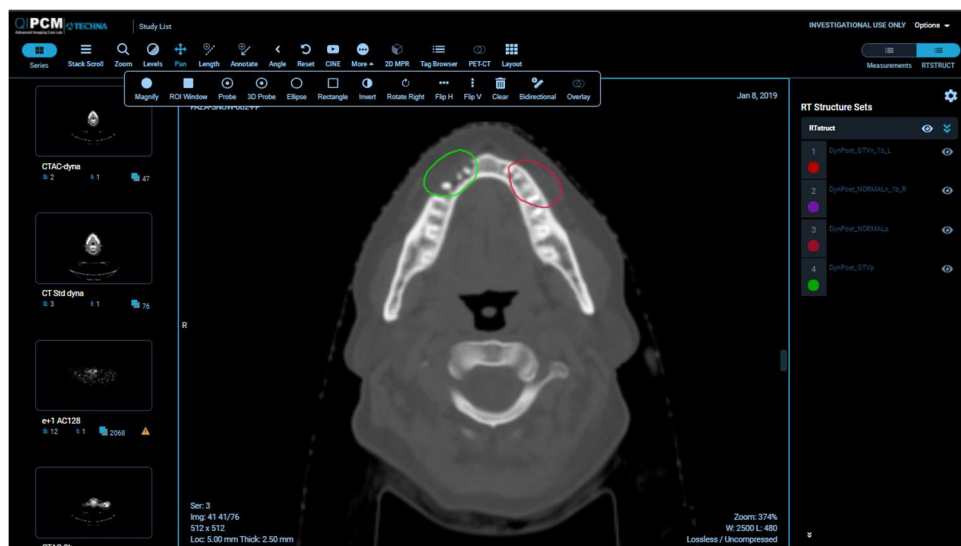 QIPCM TECHNA
Advanced Imaging Core Lab
Study List
INVESTIGATIONAL USE ONLY Options
Series
Stack Scroll
Zoom
Levels
Pan
Length
Annotate
Angle
Reset
CINE
More
2D MPR
Tag Browser
PET-CT
Layout
Measurements
RTSTRUCT
Magnify
ROI Window
Probe
3D Probe
Ellipse
Rectangle
Invert
Rotate Right
Flip H
Flip V
Clear
Bidirectional
Overlay
CTAC-dyna
2 1 47
CT Std dyna
3 1 76
e+1 AC128
12 1 2068
Jan 8, 2019
R
Ser: 3
Img: 41 41/76
512 x 512
Loc: 5.00 mm Thick: 2.50 mm
Zoom: 374%
W: 2500 L: 480
Lossless / Uncompressed
RT Structure Sets
RTstruct
1 DynPost_GTVn_1b_L
2 DynPost_NORMALn_1b_R
3 DynPost_NORMALp
4 DynPost_GTVp